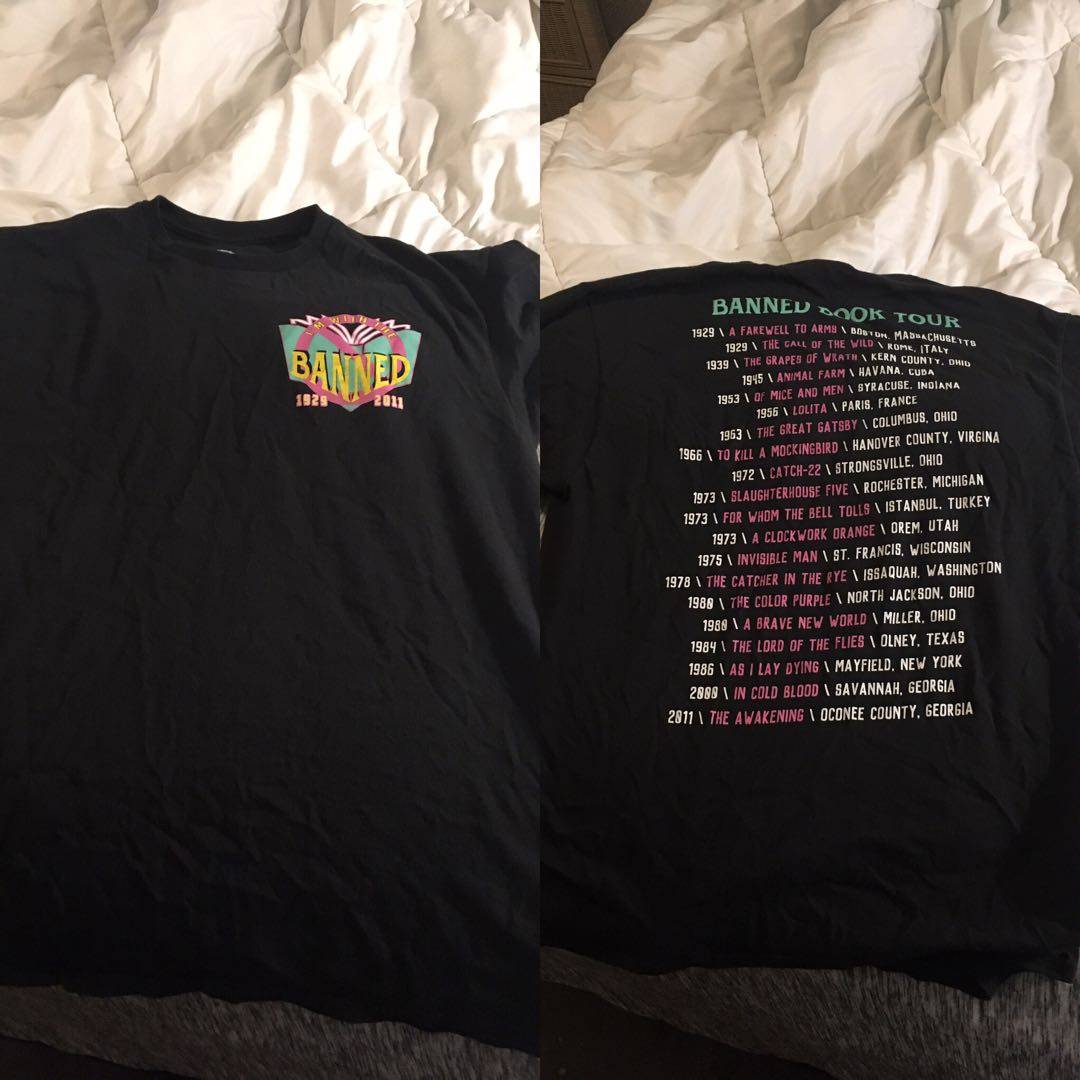 I'M WITH THE
BANNED
1929 2011
BANNED BOOK TOUR
1929 \ A FAREWELL TO ARMS \ BOSTON, MASSACHUSETTS
1929 \ THE CALL OF THE WILD \ ROME, ITALY
1939 \ THE GRAPES OF WRATH \ KERN COUNTY, OHIO
1945 \ ANIMAL FARM \ HAVANA, CUBA
1953 \ OF MICE AND MEN \ SYRACUSE, INDIANA
1956 \ LOLITA \ PARIS, FRANCE
1963 \ THE GREAT GATSBY \ COLUMBUS, OHIO
1966 \ TO KILL A MOCKINGBIRD \ HANOVER COUNTY, VIRGINA
1972 \ CATCH-22 \ STRONGSVILLE, OHIO
1973 \ SLAUGHTERHOUSE FIVE \ ROCHESTER, MICHIGAN
1973 \ FOR WHOM THE BELL TOLLS \ ISTANBUL, TURKEY
1973 \ A CLOCKWORK ORANGE \ OREM, UTAH
1975 \ INVISIBLE MAN \ ST. FRANCIS, WISCONSIN
1978 \ THE CATCHER IN THE RYE \ ISSAQUAH, WASHINGTON
1980 \ THE COLOR PURPLE \ NORTH JACKSON, OHIO
1980 \ A BRAVE NEW WORLD \ MILLER, OHIO
1984 \ THE LORD OF THE FLIES \ OLNEY, TEXAS
1986 \ AS I LAY DYING \ MAYFIELD, NEW YORK
2000 \ IN COLD BLOOD \ SAVANNAH, GEORGIA
2011 \ THE AWAKENING \ OCONEE COUNTY, GEORGIA